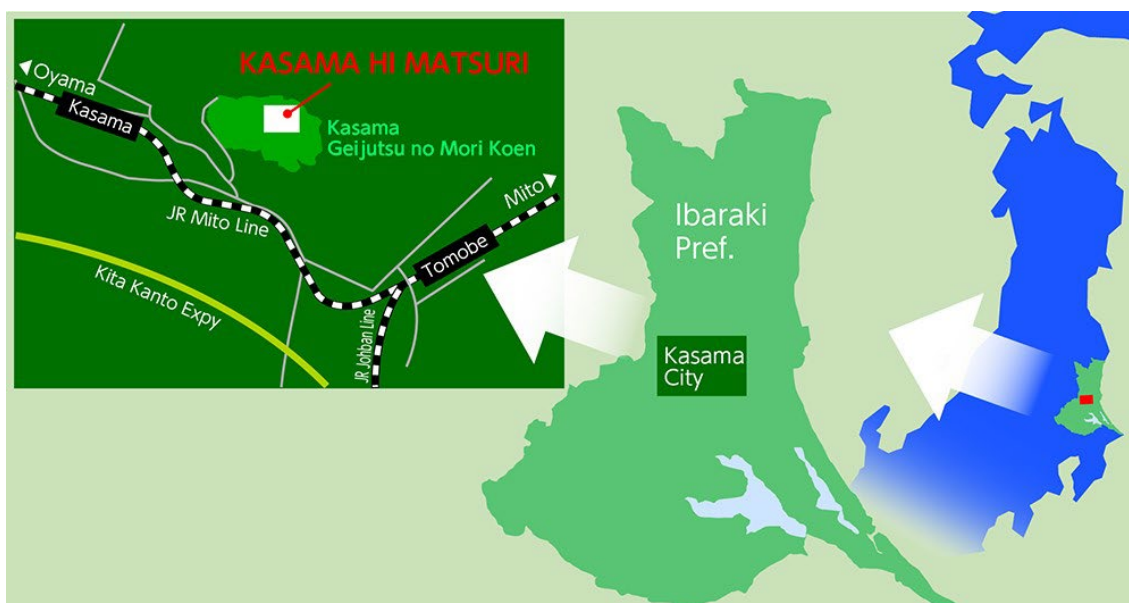 KASAMA HI MATSURI
Oyama
Kasama
Kasama
Geijutsu no Mori Koen
Mito
JR Mito Line
Tomobe
Kita Kanto Expy
JR Johban Line
Ibaraki
Pref.
Kasama
City